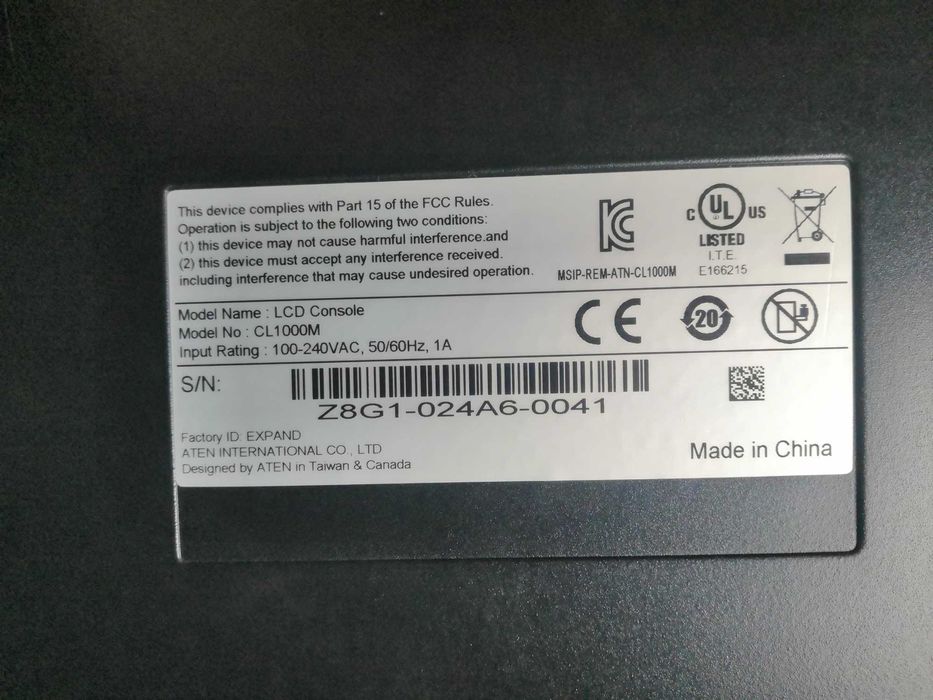 This device complies with Part 15 of the FCC Rules.
Operation is subject to the following two conditions:
(1) this device may not cause harmful interference.and
(2) this device must accept any interference received.
including interference that may cause undesired operation.
MSIP-REM-ATN-CL1000M
C UL US
LISTED
I.T.E.
E166215
Model Name : LCD Console
Model No : CL1000M
Input Rating : 100-240VAC, 50/60Hz, 1A
CE
20
S/N:
Z8G1-024A6-0041
Factory ID: EXPAND
ATEN INTERNATIONAL CO., LTD
Designed by ATEN in Taiwan & Canada
Made in China